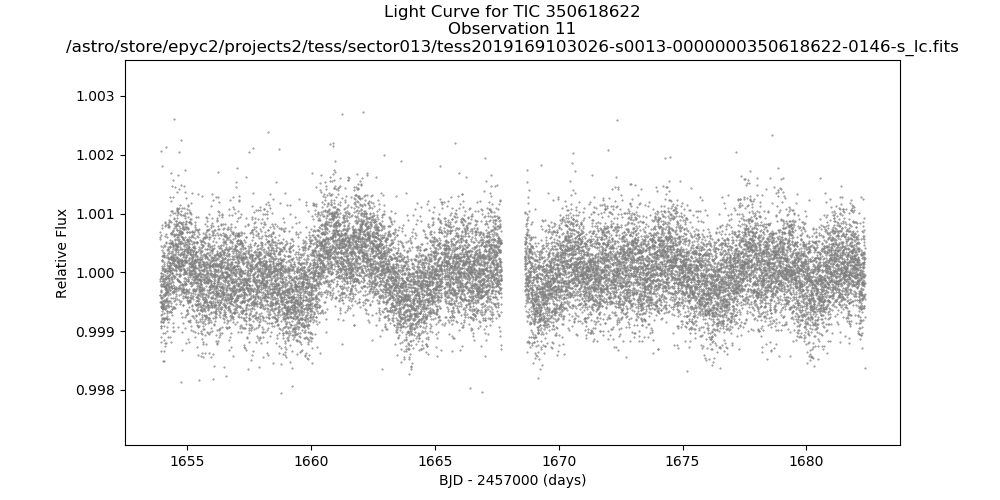 Light Curve for TIC 350618622
Observation 11
/astro/store/epyc2/projects2/tess/sector013/tess2019169103026-s0013-0000000350618622-0146-s_lc.fits
1.003
1.002
1.001
1.000
0.999
0.998
Relative Flux
1655
1660
1665
1670
1675
1680
BJD - 2457000 (days)